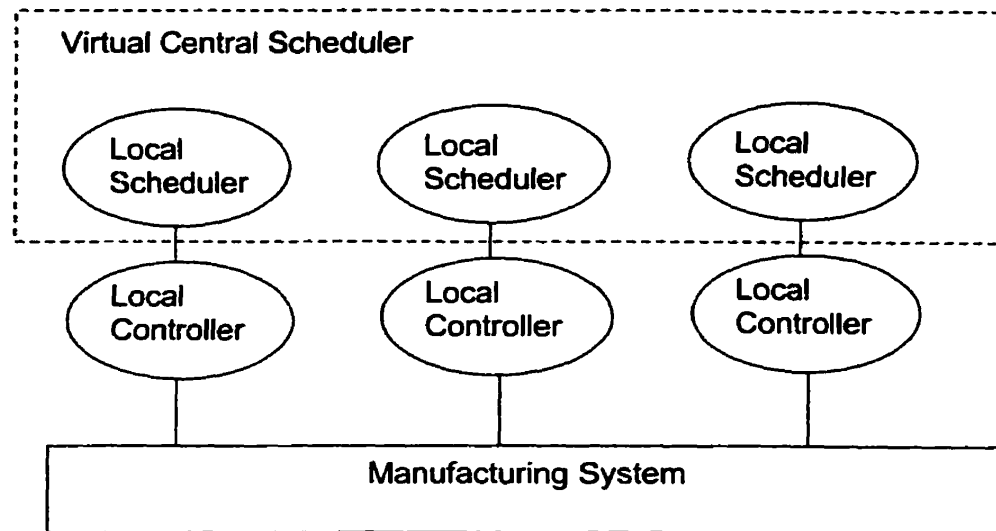 Virtual Central Scheduler
Local
Scheduler
Local
Scheduler
Local
Scheduler
Local
Controller
Local
Controller
Local
Controller
Manufacturing System